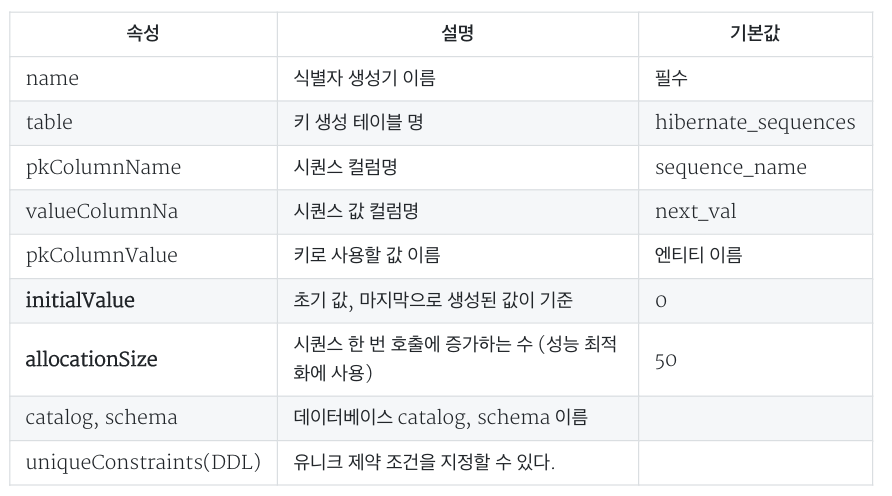 속성 설명 기본값
name 식별자 생성기 이름 필수
table 키 생성 테이블 명 hibernate_sequences
pkColumnName 시퀀스 컬럼명 sequence_name
valueColumnNa 시퀀스 값 컬럼명 next_val
pkColumnValue 키로 사용할 값 이름 엔티티 이름
initialValue 초기 값, 마지막으로 생성된 값이 기준 0
allocationSize 시퀀스 한 번 호출에 증가하는 수 (성능 최적
화에 사용) 50
catalog, schema 데이터베이스 catalog, schema 이름
uniqueConstraints(DDL) 유니크 제약 조건을 지정할 수 있다.